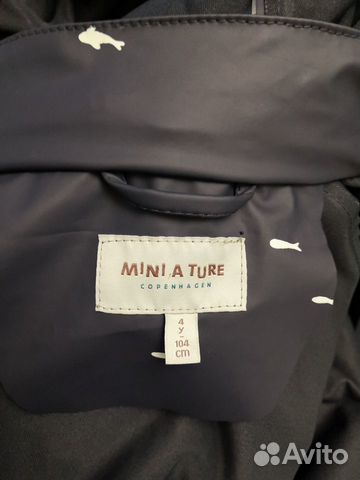 MINI A TURE
COPENHAGEN
4
y
-
104
cm
Avito